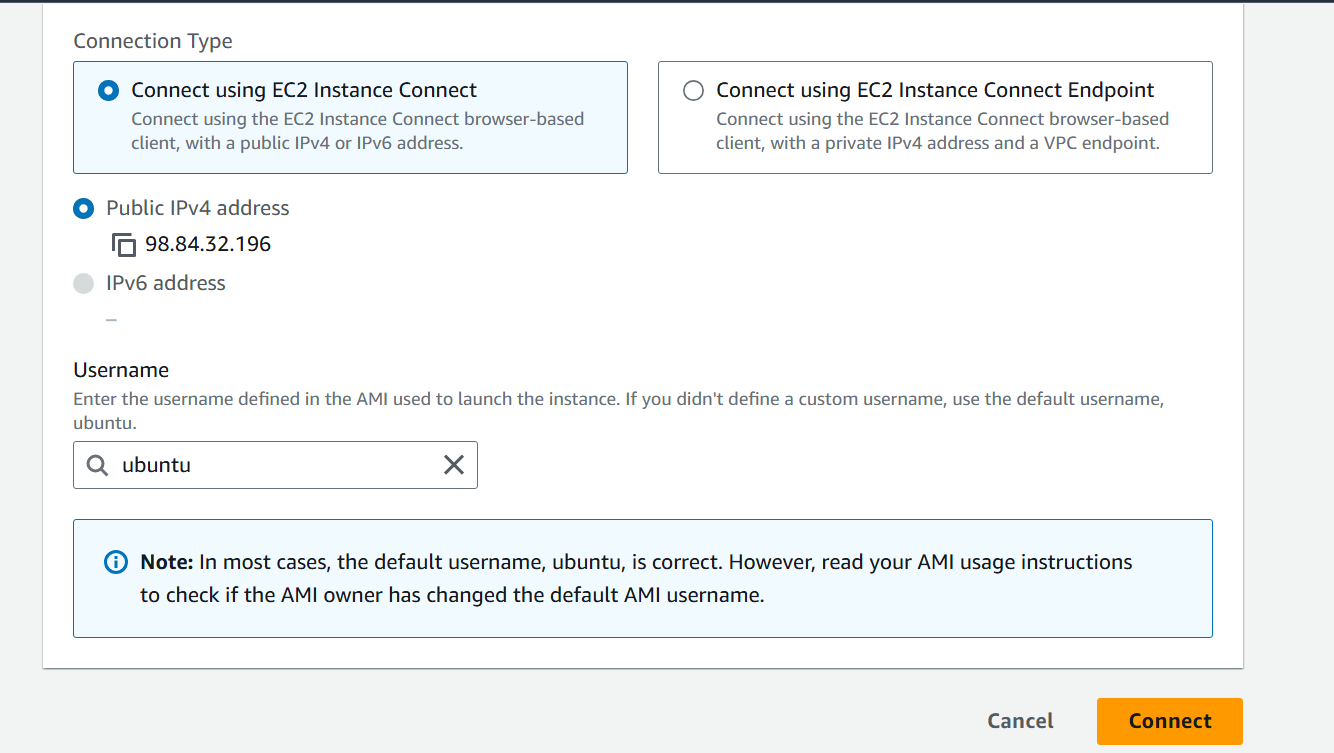 Connection Type
Connect using EC2 Instance Connect
Connect using the EC2 Instance Connect browser-based
client, with a public IPv4 or IPv6 address.
Connect using EC2 Instance Connect Endpoint
Connect using the EC2 Instance Connect browser-based
client, with a private IPv4 address and a VPC endpoint.
Public IPv4 address
98.84.32.196
IPv6 address
–
Username
Enter the username defined in the AMI used to launch the instance. If you didn't define a custom username, use the default username,
ubuntu.
ubuntu
Note: In most cases, the default username, ubuntu, is correct. However, read your AMI usage instructions
to check if the AMI owner has changed the default AMI username.
Cancel
Connect